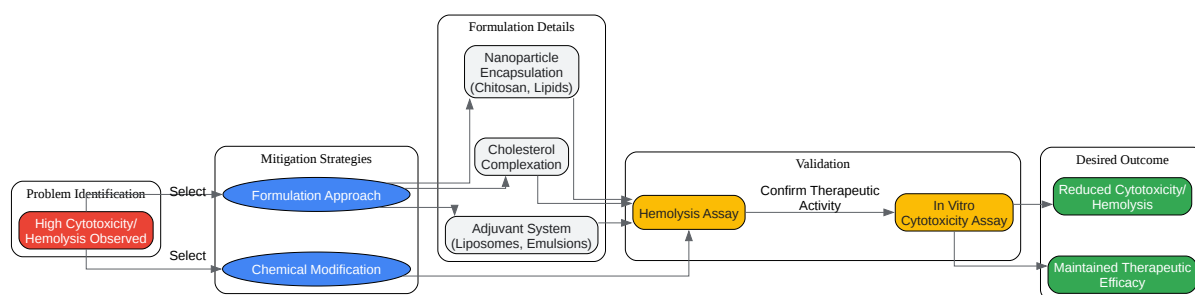 Problem Identification
High Cytotoxicity/
Hemolysis Observed
Select
Select
Mitigation Strategies
Formulation Approach
Chemical Modification
Formulation Details
Nanoparticle
Encapsulation
(Chitosan, Lipids)
Cholesterol
Complexation
Adjuvant System
(Liposomes, Emulsions)
Validation
Hemolysis Assay
Confirm Therapeutic
Activity
In Vitro
Cytotoxicity Assay
Desired Outcome
Reduced Cytotoxicity/
Hemolysis
Maintained Therapeutic
Efficacy